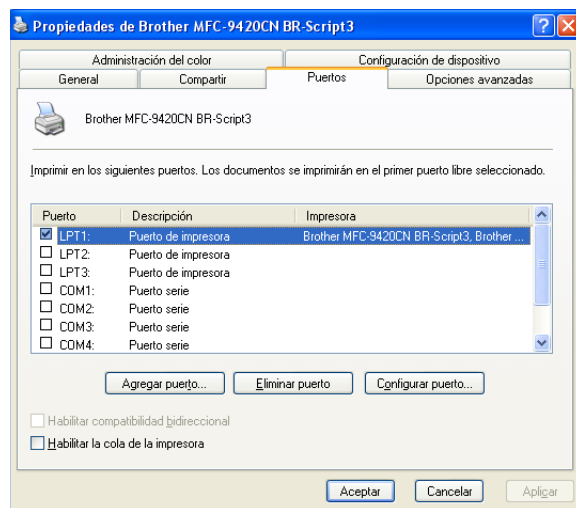 Propiedades de Brother MFC-9420CN BR-Script3
Administración del color Configuración de dispositivo
General Compartir Puertos Opciones avanzadas
Brother MFC-9420CN BR-Script3
Imprimir en los siguientes puertos. Los documentos se imprimirán en el primer puerto libre seleccionado.
Puerto Descripción Impresora
LPT1: Puerto de impresora Brother MFC-9420CN BR-Script3, Brother ...
LPT2: Puerto de impresora
LPT3: Puerto de impresora
COM1: Puerto serie
COM2: Puerto serie
COM3: Puerto serie
COM4: Puerto serie
Agregar puerto... Eliminar puerto Configurar puerto...
Habilitar compatibilidad bidireccional
Habilitar la cola de la impresora
Aceptar Cancelar Aplicar